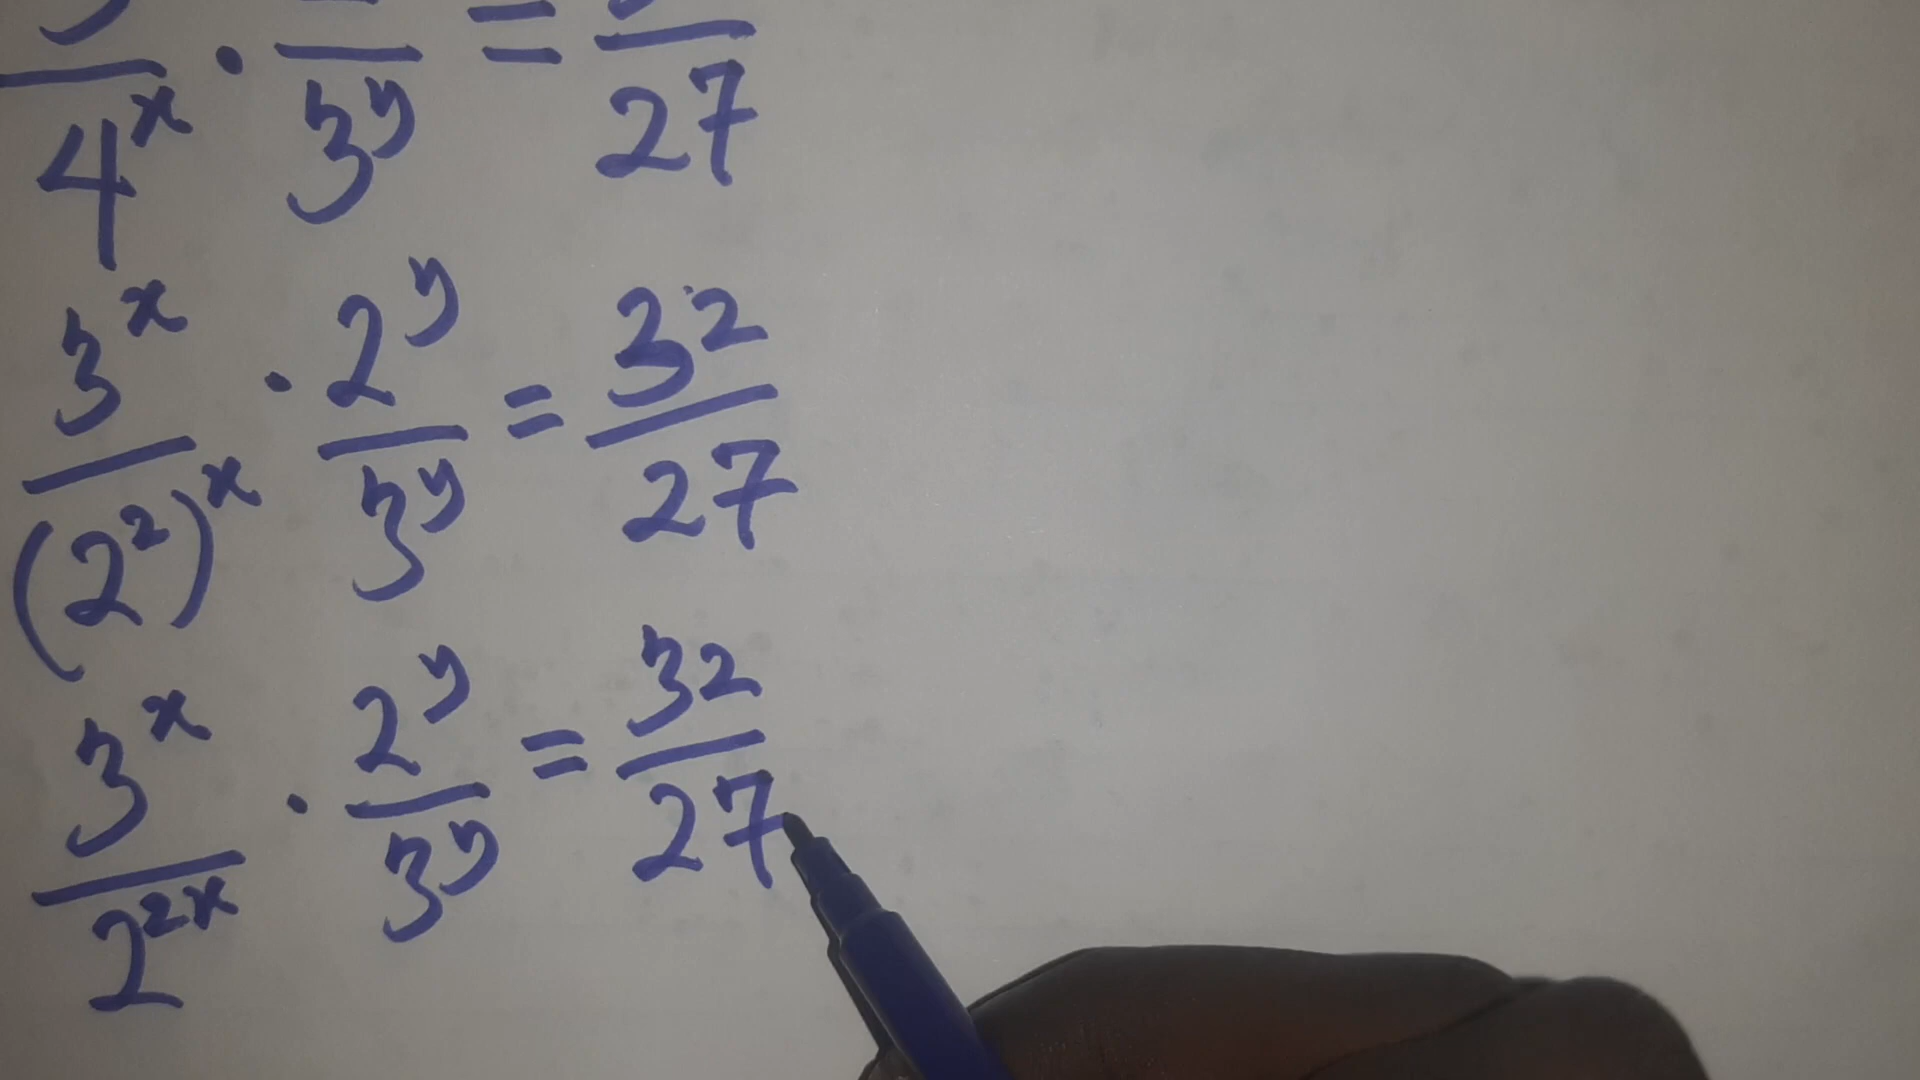 /4^x · /3^y = /27
3^x/(2^2)^x · 2^y/3^y = 32/27
3^x/2^2x · 2^y/3^y = 32/27